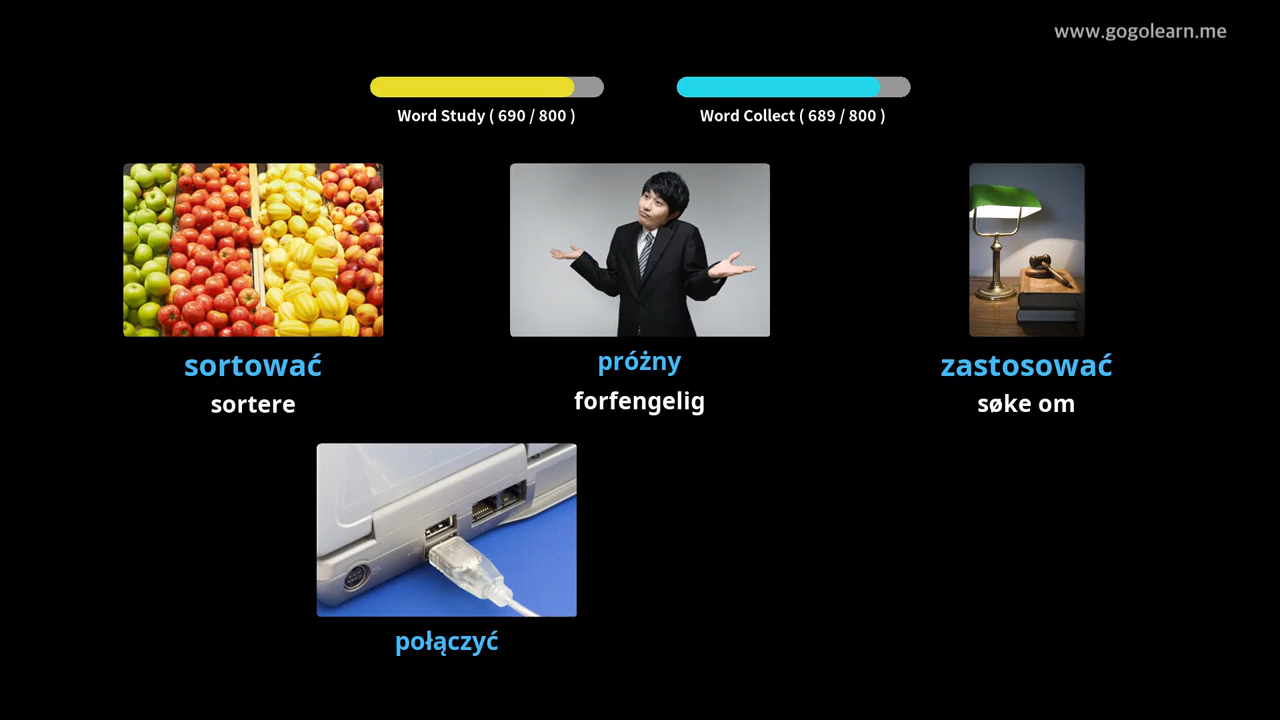 www.gogolearn.me
Word Study ( 690 / 800 )
Word Collect ( 689 / 800 )
sortować
sortere
próżny
forfengelig
zastosować
søke om
połączyć